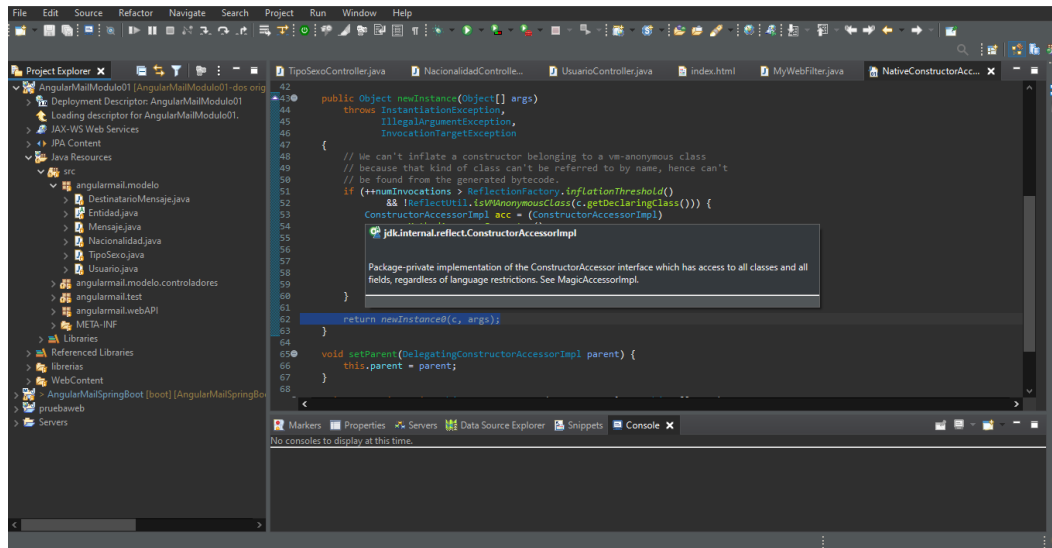 File Edit Source Refactor Navigate Search Project Run Window Help
Project Explorer
TipoSexoController.java NacionalidadControlle... UsuarioController.java index.html MyWebFilter.java NativeConstructorAcc...
AngularMailModulo01 [AngularMailModulo01-dos orig
Deployment Descriptor: AngularMailModulo01
Loading descriptor for AngularMailModulo01.
JAX-WS Web Services
JPA Content
Java Resources
src
angularmail.modelo
DestinatarioMensaje.java
Entidad.java
Mensaje.java
Nacionalidad.java
TipoSexo.java
Usuario.java
angularmail.modelo.controladores
angularmail.test
angularmail.webAPI
META-INF
Libraries
Referenced Libraries
librerias
WebContent
> AngularMailSpringBoot [boot] [AngularMailSpringBo
pruebaweb
Servers
42
43 public Object newInstance(Object[] args)
44 throws InstantiationException,
45 IllegalArgumentException,
46 InvocationTargetException
47 {
48 // We can't inflate a constructor belonging to a vm-anonymous class
49 // because that kind of class can't be referred to by name, hence can't
50 // be found from the generated bytecode.
51 if (++numInvocations > ReflectionFactory.inflationThreshold()
52 && !ReflectUtil.isVMAnonymousClass(c.getDeclaringClass())) {
53 ConstructorAccessorImpl acc = (ConstructorAccessorImpl)
54
55
56
57
58
59
60 }
61
62 return newInstance0(c, args);
63 }
64
65 void setParent(DelegatingConstructorAccessorImpl parent) {
66 this.parent = parent;
67 }
68
jdk.internal.reflect.ConstructorAccessorImpl
Package-private implementation of the ConstructorAccessor interface which has access to all classes and all
fields, regardless of language restrictions. See MagicAccessorImpl.
Markers Properties Servers Data Source Explorer Snippets Console
No consoles to display at this time.